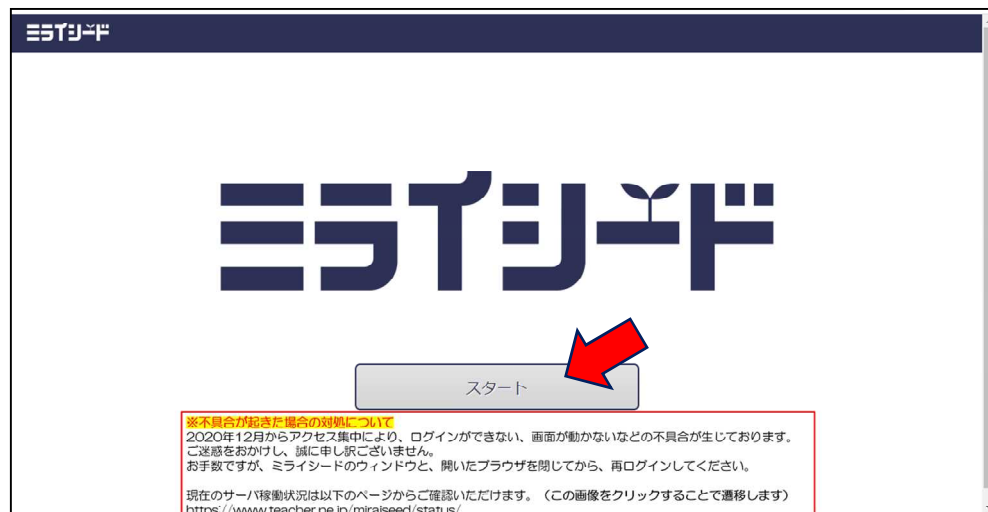 ミライシード
ミライシード
スタート
※不具合が起きた場合の対処について
2020年12月からアクセス集中により、ログインができない、画面が動かないなどの不具合が生じております。
ご迷惑をおかけし、誠に申し訳ございません。
お手数ですが、ミライシードのウィンドウと、開いたブラウザを閉じてから、再ログインしてください。
現在のサーバ稼働状況は以下のページからご確認いただけます。（この画像をクリックすることで遷移します）
https://www.teacher.ne.jp/miraiseed/status/